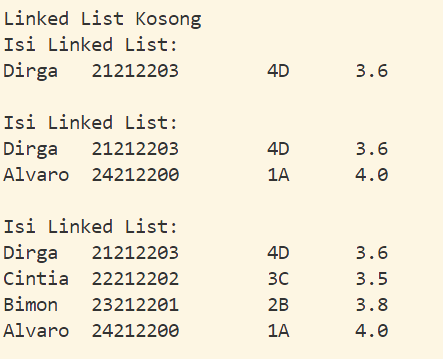 Linked List Kosong
Isi Linked List:
Dirga 21212203 4D 3.6
Isi Linked List:
Dirga 21212203 4D 3.6
Alvaro 24212200 1A 4.0
Isi Linked List:
Dirga 21212203 4D 3.6
Cintia 22212202 3C 3.5
Bimon 23212201 2B 3.8
Alvaro 24212200 1A 4.0